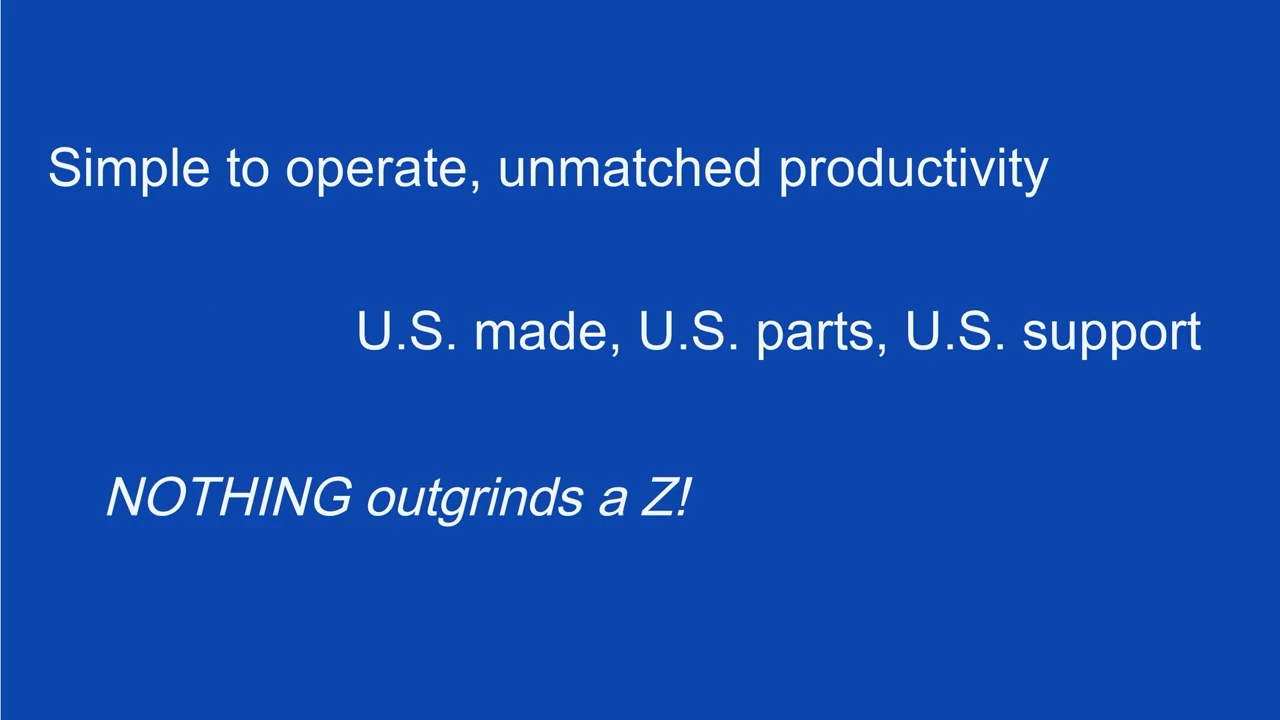 Simple to operate, unmatched productivity
U.S. made, U.S. parts, U.S. support
NOTHING outgrinds a Z!